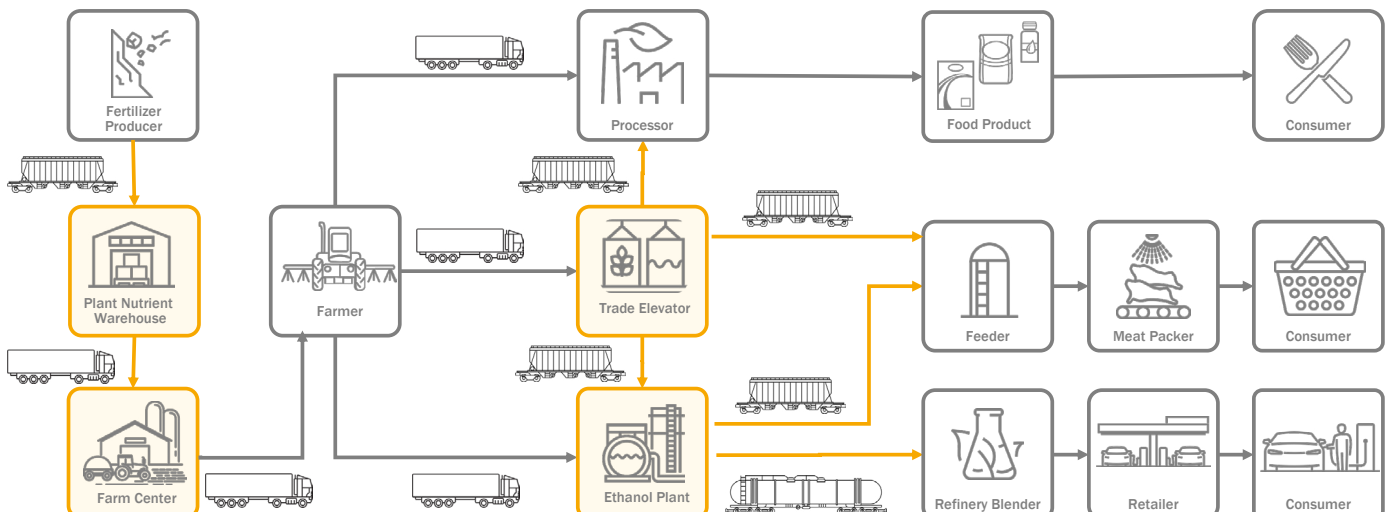 Fertilizer
Producer
Processor
Food Product
Consumer
Plant Nutrient
Warehouse
Farmer
Trade Elevator
Feeder
Meat Packer
Consumer
Farm Center
Ethanol Plant
Refinery Blender
Retailer
Consumer